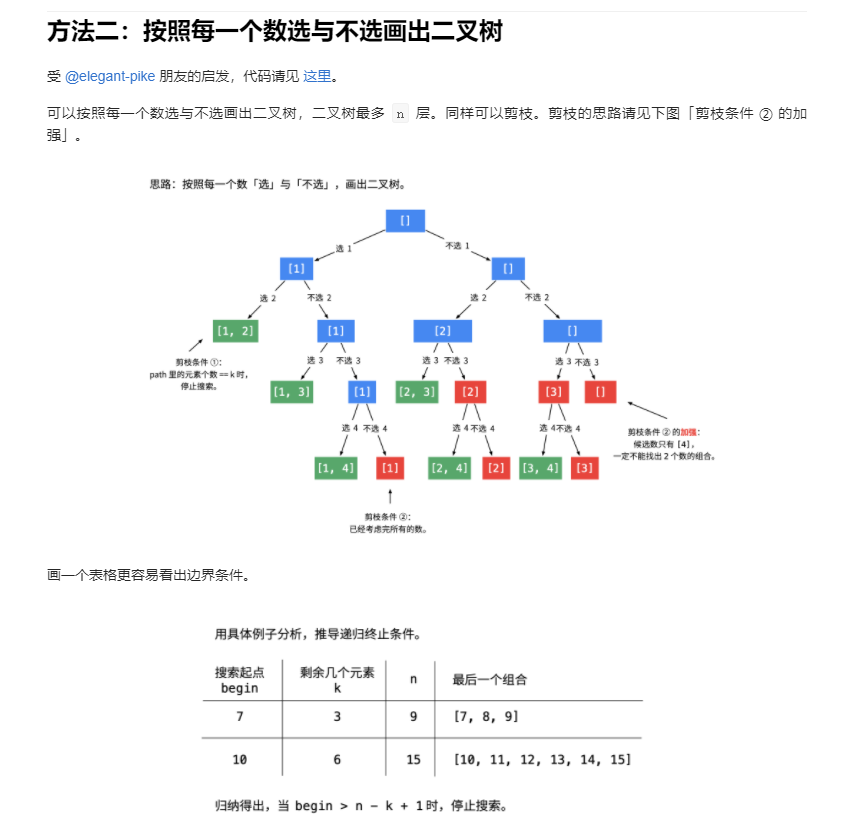 方法二：按照每一个数选与不选画出二叉树
受 @elegant-pike 朋友的启发，代码请见 这里。
可以按照每一个数选与不选画出二叉树，二叉树最多 n 层。同样可以剪枝。剪枝的思路请见下图「剪枝条件 ② 的加
强」。
思路：按照每一个数「选」与「不选」，画出二叉树。
[]
选 1 不选 1
[1] []
选 2 不选 2 选 2 不选 2
[1, 2] [1] [2] []
剪枝条件 ①：
path 里的元素个数 == k 时，
停止搜索。
选 3 不选 3 选 3 不选 3 选 3 不选 3
[1, 3] [1] [2, 3] [2] [3] []
选 4 不选 4 选 4 不选 4 选 4 不选 4
剪枝条件 ② 的加强：
候选数只有 [4]，
一定不能找出 2 个数的组合。
[1, 4] [1] [2, 4] [2] [3, 4] [3]
剪枝条件 ②：
已经考虑完所有的数。
画一个表格更容易看出边界条件。
用具体例子分析，推导递归终止条件。
搜索起点 begin 剩余几个元素 k n 最后一个组合
7 3 9 [7, 8, 9]
10 6 15 [10, 11, 12, 13, 14, 15]
归纳得出，当 begin > n - k + 1 时，停止搜索。